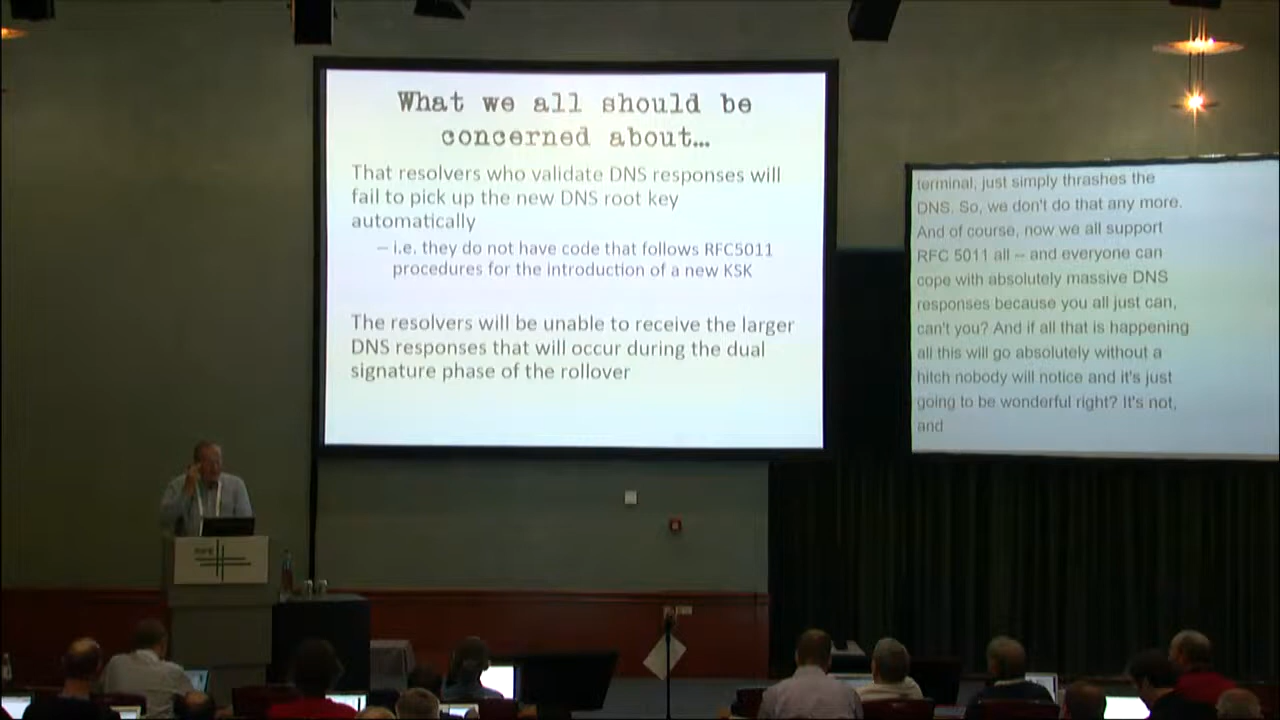 What we all should be
concerned about…
That resolvers who validate DNS responses will
fail to pick up the new DNS root key
automatically
– i.e. they do not have code that follows RFC5011
procedures for the introduction of a new KSK
The resolvers will be unable to receive the larger
DNS responses that will occur during the dual
signature phase of the rollover
terminal, just simply thrashes the
DNS. So, we don't do that any more.
And of course, now we all support
RFC 5011 all -- and everyone can
cope with absolutely massive DNS
responses because you all just can,
can't you? And if all that is happening
all this will go absolutely without a
hitch nobody will notice and it's just
going to be wonderful right? It's not,
and